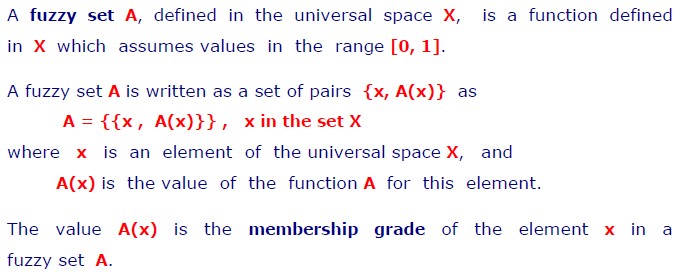 A fuzzy set A, defined in the universal space X, is a function defined
in X which assumes values in the range [0, 1].
A fuzzy set A is written as a set of pairs {x, A(x)} as
A = {{x , A(x)}} , x in the set X
where x is an element of the universal space X, and
A(x) is the value of the function A for this element.
The value A(x) is the membership grade of the element x in a
fuzzy set A.